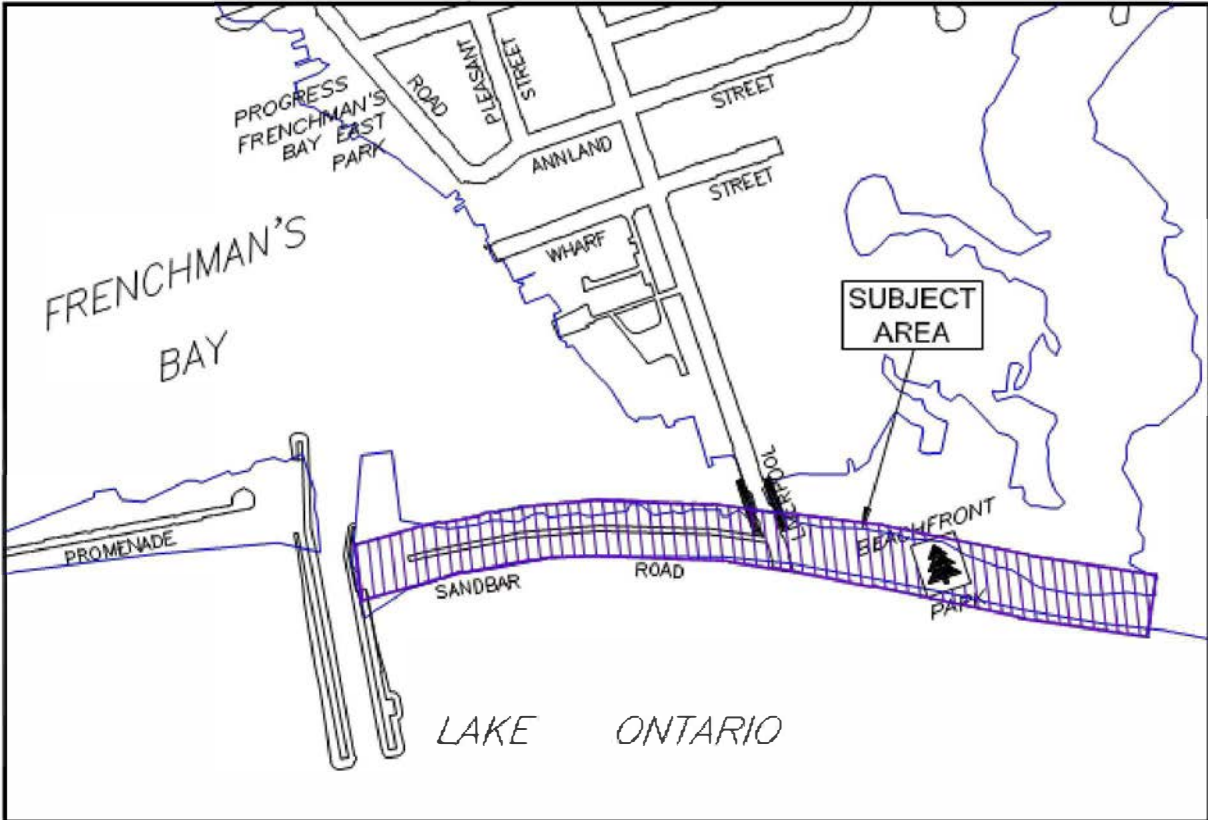 PROGRESS
FRENCHMAN'S
BAY EAST
PARK
ROAD
PLEASANT
STREET
STREET
ANNLAND
STREET
WHARF
FRENCHMAN'S
BAY
SUBJECT
AREA
LIVERPOOL
BEACHFRONT
PARK
PROMENADE
SANDBAR
ROAD
LAKE ONTARIO